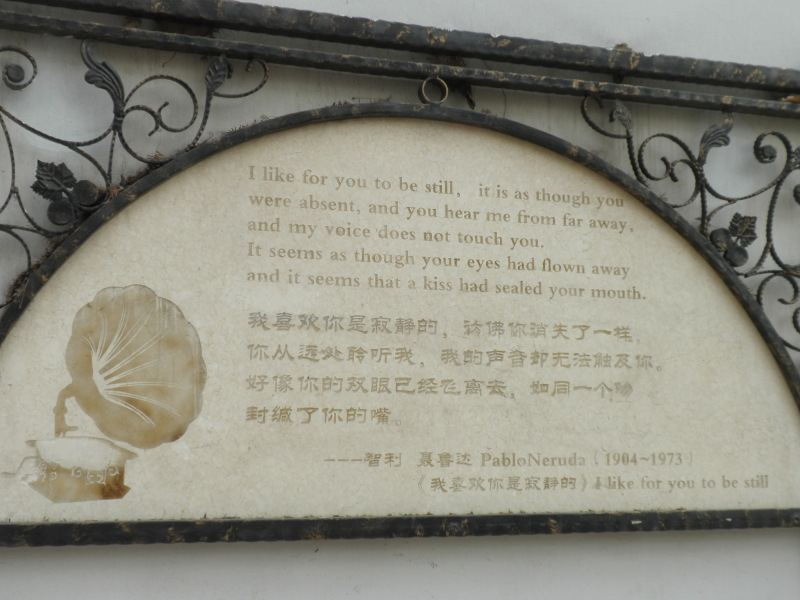 I like for you to be still, it is as though you
were absent, and you hear me from far away,
and my voice does not touch you.
It seems as though your eyes had flown away
and it seems that a kiss had sealed your mouth.
我喜欢你是寂静的，彷佛你消失了一样，
你从远处聆听我，我的声音却无法触及你。
好像你的双眼已经飞离去，如同一个吻
封缄了你的嘴。
---智利 聂鲁达 PabloNeruda（1904~1973）
《我喜欢你是寂静的》I like for you to be still